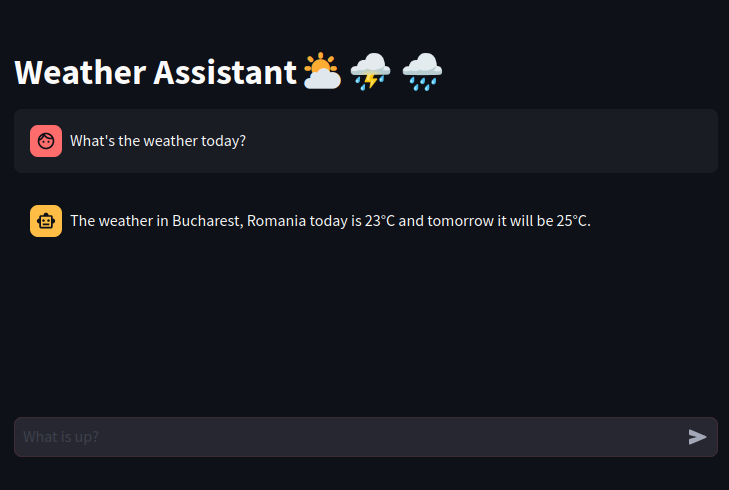 Weather Assistant
What's the weather today?
The weather in Bucharest, Romania today is 23°C and tomorrow it will be 25°C.
What is up?